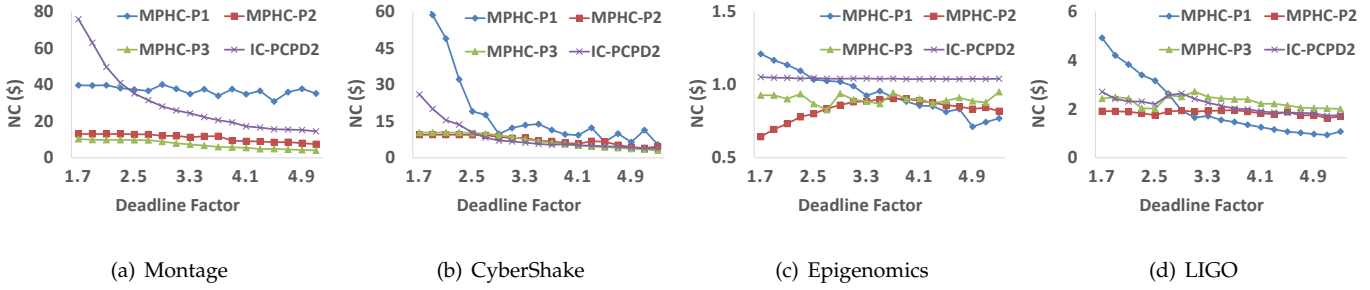 80
60
40
20
0
NC ($)
MPHC-P1 MPHC-P2
MPHC-P3 IC-PCPD2
1.7 2.5 3.3 4.1 4.9
Deadline Factor
(a) Montage
60
45
30
15
0
NC ($)
MPHC-P1 MPHC-P2
MPHC-P3 IC-PCPD2
1.7 2.5 3.3 4.1 4.9
Deadline Factor
(b) CyberShake
1.5
1.0
0.5
NC ($)
MPHC-P1 MPHC-P2
MPHC-P3 IC-PCPD2
1.7 2.5 3.3 4.1 4.9
Deadline Factor
(c) Epigenomics
6
4
2
0
NC ($)
MPHC-P1 MPHC-P2
MPHC-P3 IC-PCPD2
1.7 2.5 3.3 4.1 4.9
Deadline Factor
(d) LIGO